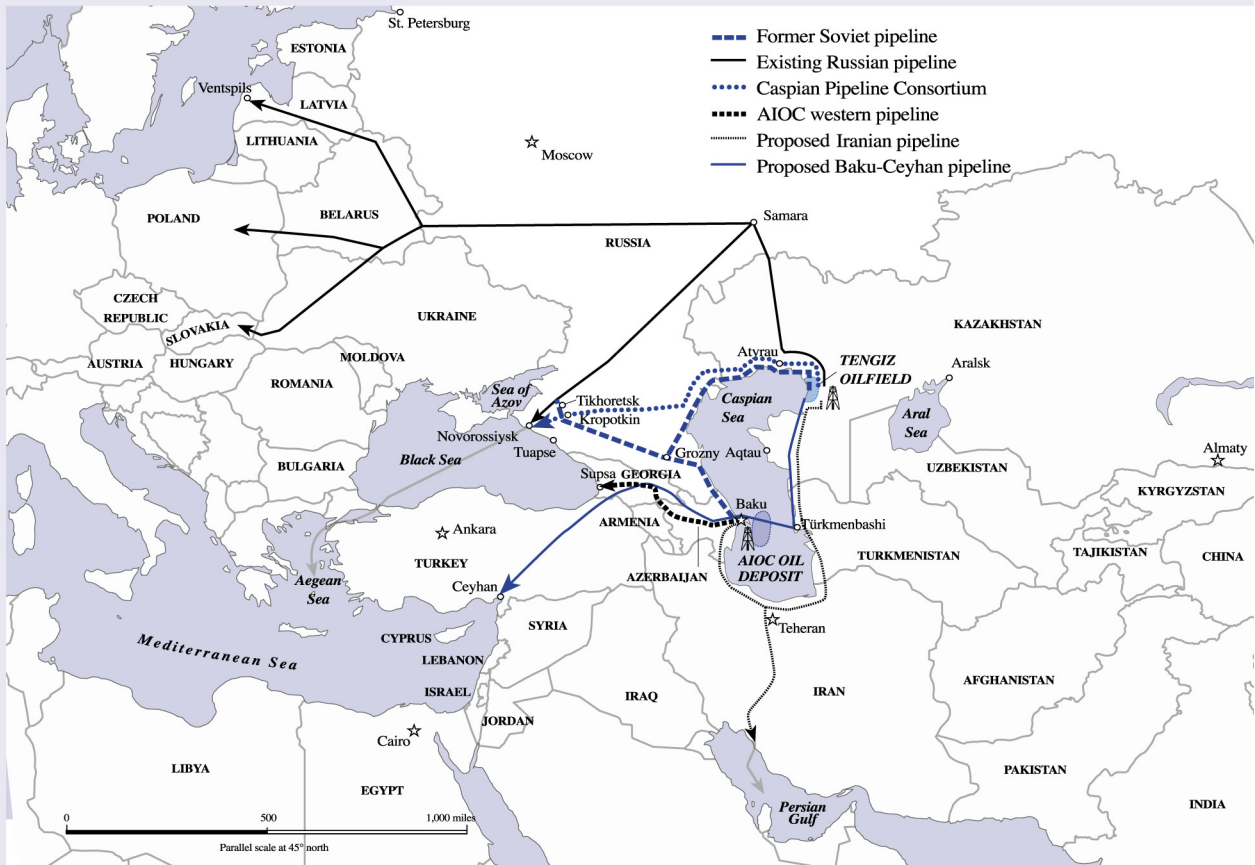 St. Petersburg
ESTONIA
Former Soviet pipeline
Existing Russian pipeline
Caspian Pipeline Consortium
AIOC western pipeline
Proposed Iranian pipeline
Proposed Baku-Ceyhan pipeline
Ventspils
LATVIA
LITHUANIA
Moscow
POLAND
BELARUS
Samara
RUSSIA
CZECH
REPUBLIC
SLOVAKIA
UKRAINE
KAZAKHSTAN
AUSTRIA
HUNGARY
MOLDOVA
ROMANIA
Atyrau
TENGIZ
OILFIELD
Aralsk
Sea of
Azov
Tikhoretsk
Kropotkin
Caspian
Sea
Aral
Sea
Novorossiysk
Tuapse
Black Sea
BULGARIA
Grozny
Aqtau
Almaty
Supsa
GEORGIA
UZBEKISTAN
KYRGYZSTAN
Baku
Ankara
ARMENIA
Türkmenbashi
TURKEY
AZERBAIJAN
AIOC OIL
DEPOSIT
TURKMENISTAN
TAJIKISTAN
CHINA
Aegean
Sea
Ceyhan
Teheran
Mediterranean Sea
CYPRUS
SYRIA
LEBANON
ISRAEL
IRAQ
IRAN
AFGHANISTAN
JORDAN
Cairo
LIBYA
EGYPT
PAKISTAN
INDIA
Persian
Gulf
0 500 1,000 miles
Parallel scale at 45° north